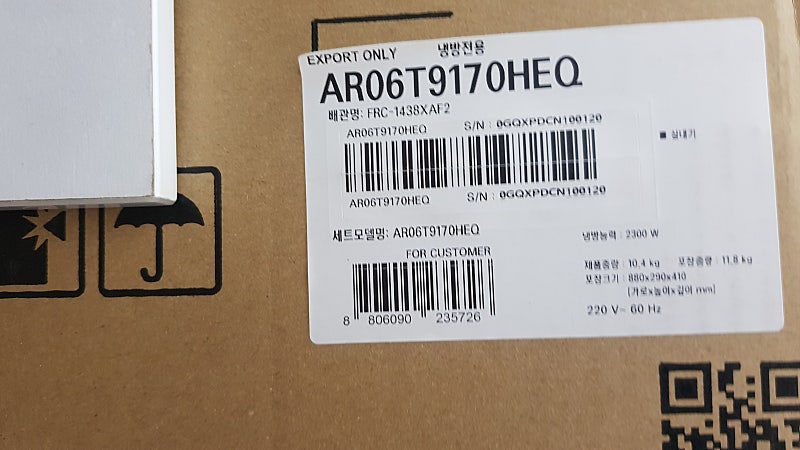 EXPORT ONLY 냉방전용
AR06T9170HEQ
배관명: FRC-1438XAF2
AR06T9170HEQ S/N : 0GQXPDCN100120
■ 실내기
AR06T9170HEQ S/N : 0GQXPDCN100120
세트모델명: AR06T9170HEQ
냉방능력 : 2300 W
FOR CUSTOMER
제품중량 : 10.4 kg 포장중량 : 11.8 kg
포장크기 : 880x290x410
(가로x높이x깊이 mm)
220 V~ 60 Hz
8 806090 235726